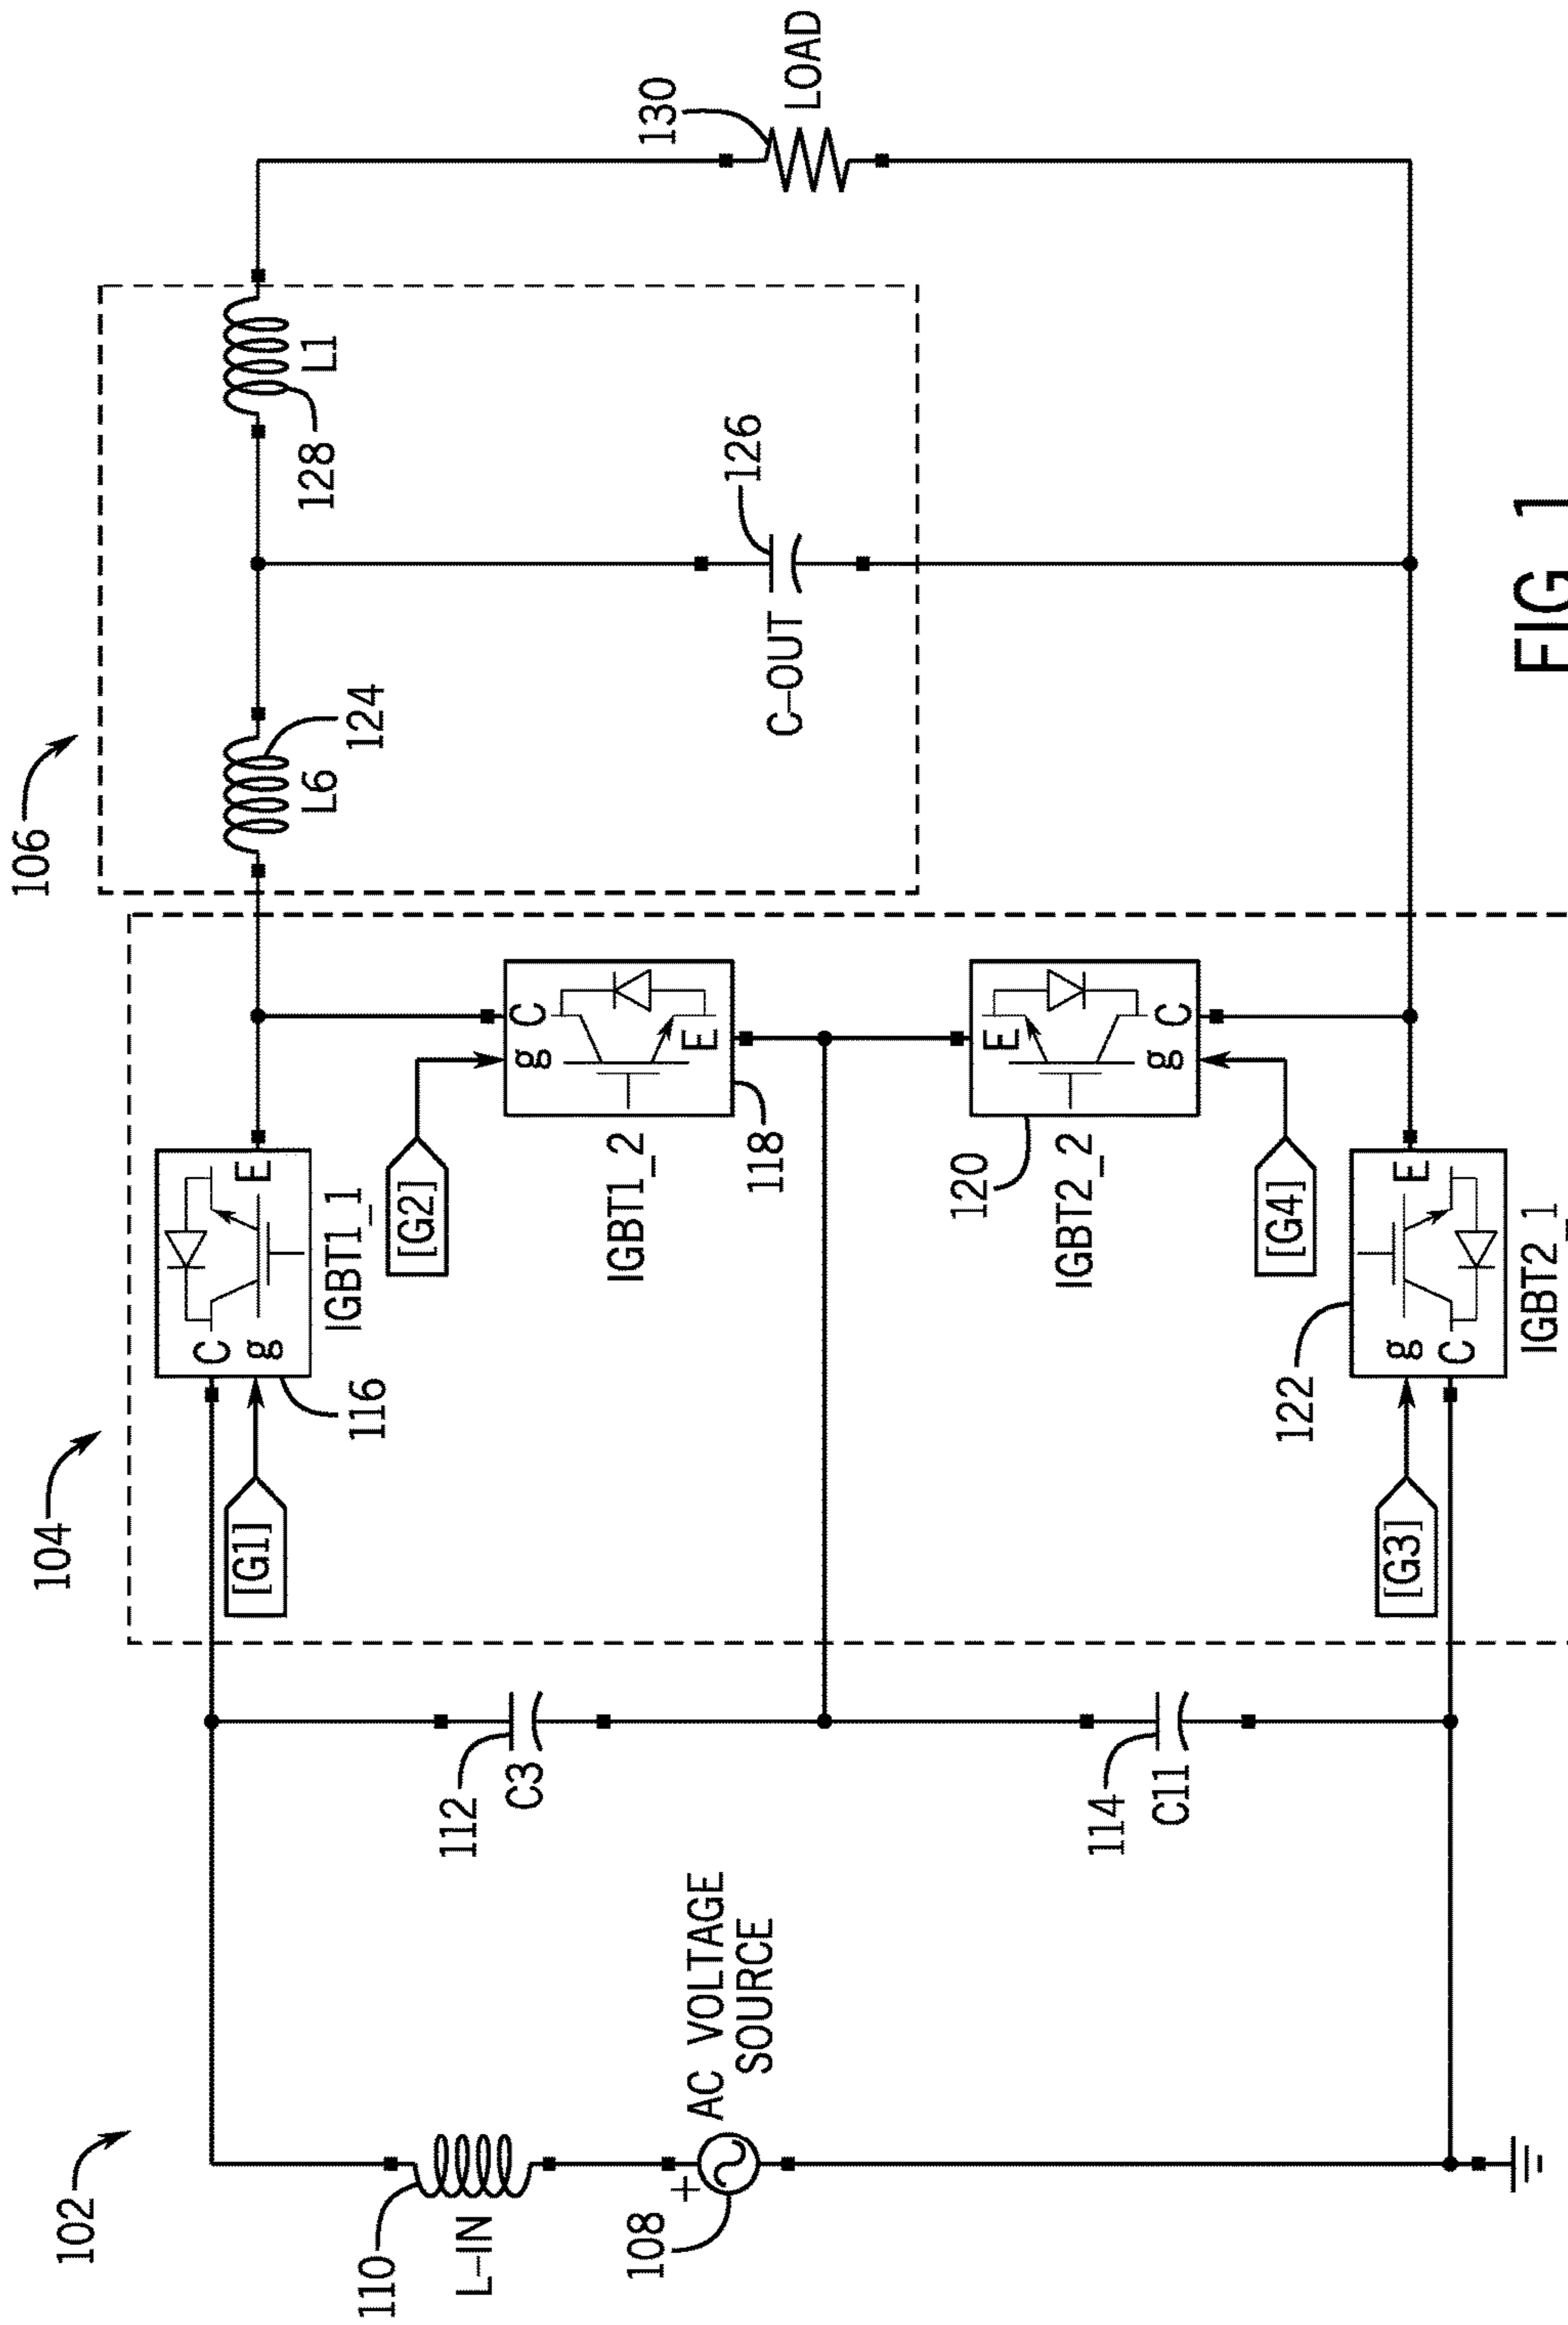 102
104
106
110
L-IN
108
+
AC VOLTAGE
SOURCE
112
C3
114
C11
[G1]
116
C
g
E
IGBT1_1
[G2]
C
g
E
118
IGBT1_2
120
E
g
C
IGBT2_2
[G4]
[G3]
122
g
C
E
IGBT2_1
124
L6
128
L1
126
C-OUT
130
LOAD
FIG. 1